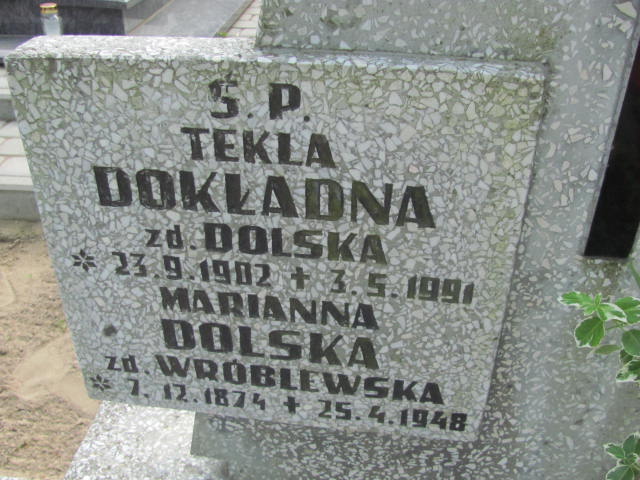 Ś. P.
TEKLA
DOKŁADNA
zd. DOLSKA
* 23.9.1902 + 3.5.1991
MARIANNA
DOLSKA
zd. WRÓBLEWSKA
* 7.12.1874 + 25.4.1948